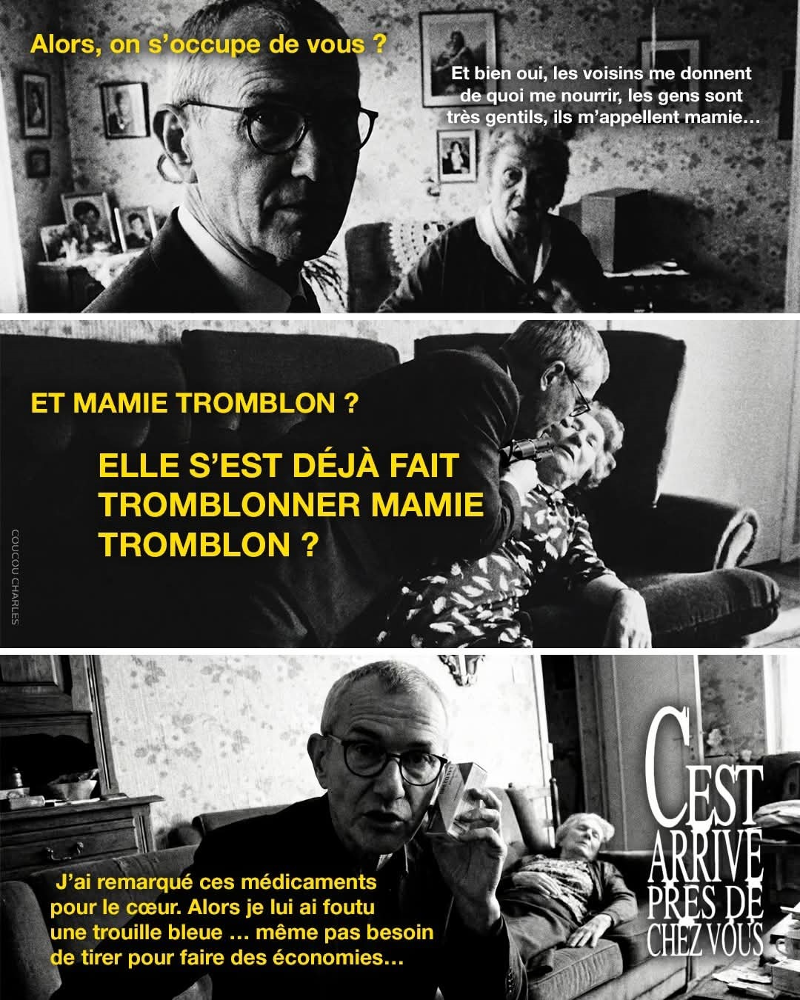 Alors, on s’occupe de vous ?
Et bien oui, les voisins me donnent
de quoi me nourrir, les gens sont
très gentils, ils m’appellent mamie…
ET MAMIE TROMBLON ?
ELLE S’EST DÉJÀ FAIT
TROMBLONNER MAMIE
TROMBLON ?
COUCOU CHARLES
J’ai remarqué ces médicaments
pour le cœur. Alors je lui ai foutu
une trouille bleue … même pas besoin
de tirer pour faire des économies…
C'EST
ARRIVÉ
PRÈS DE
CHEZ VOUS